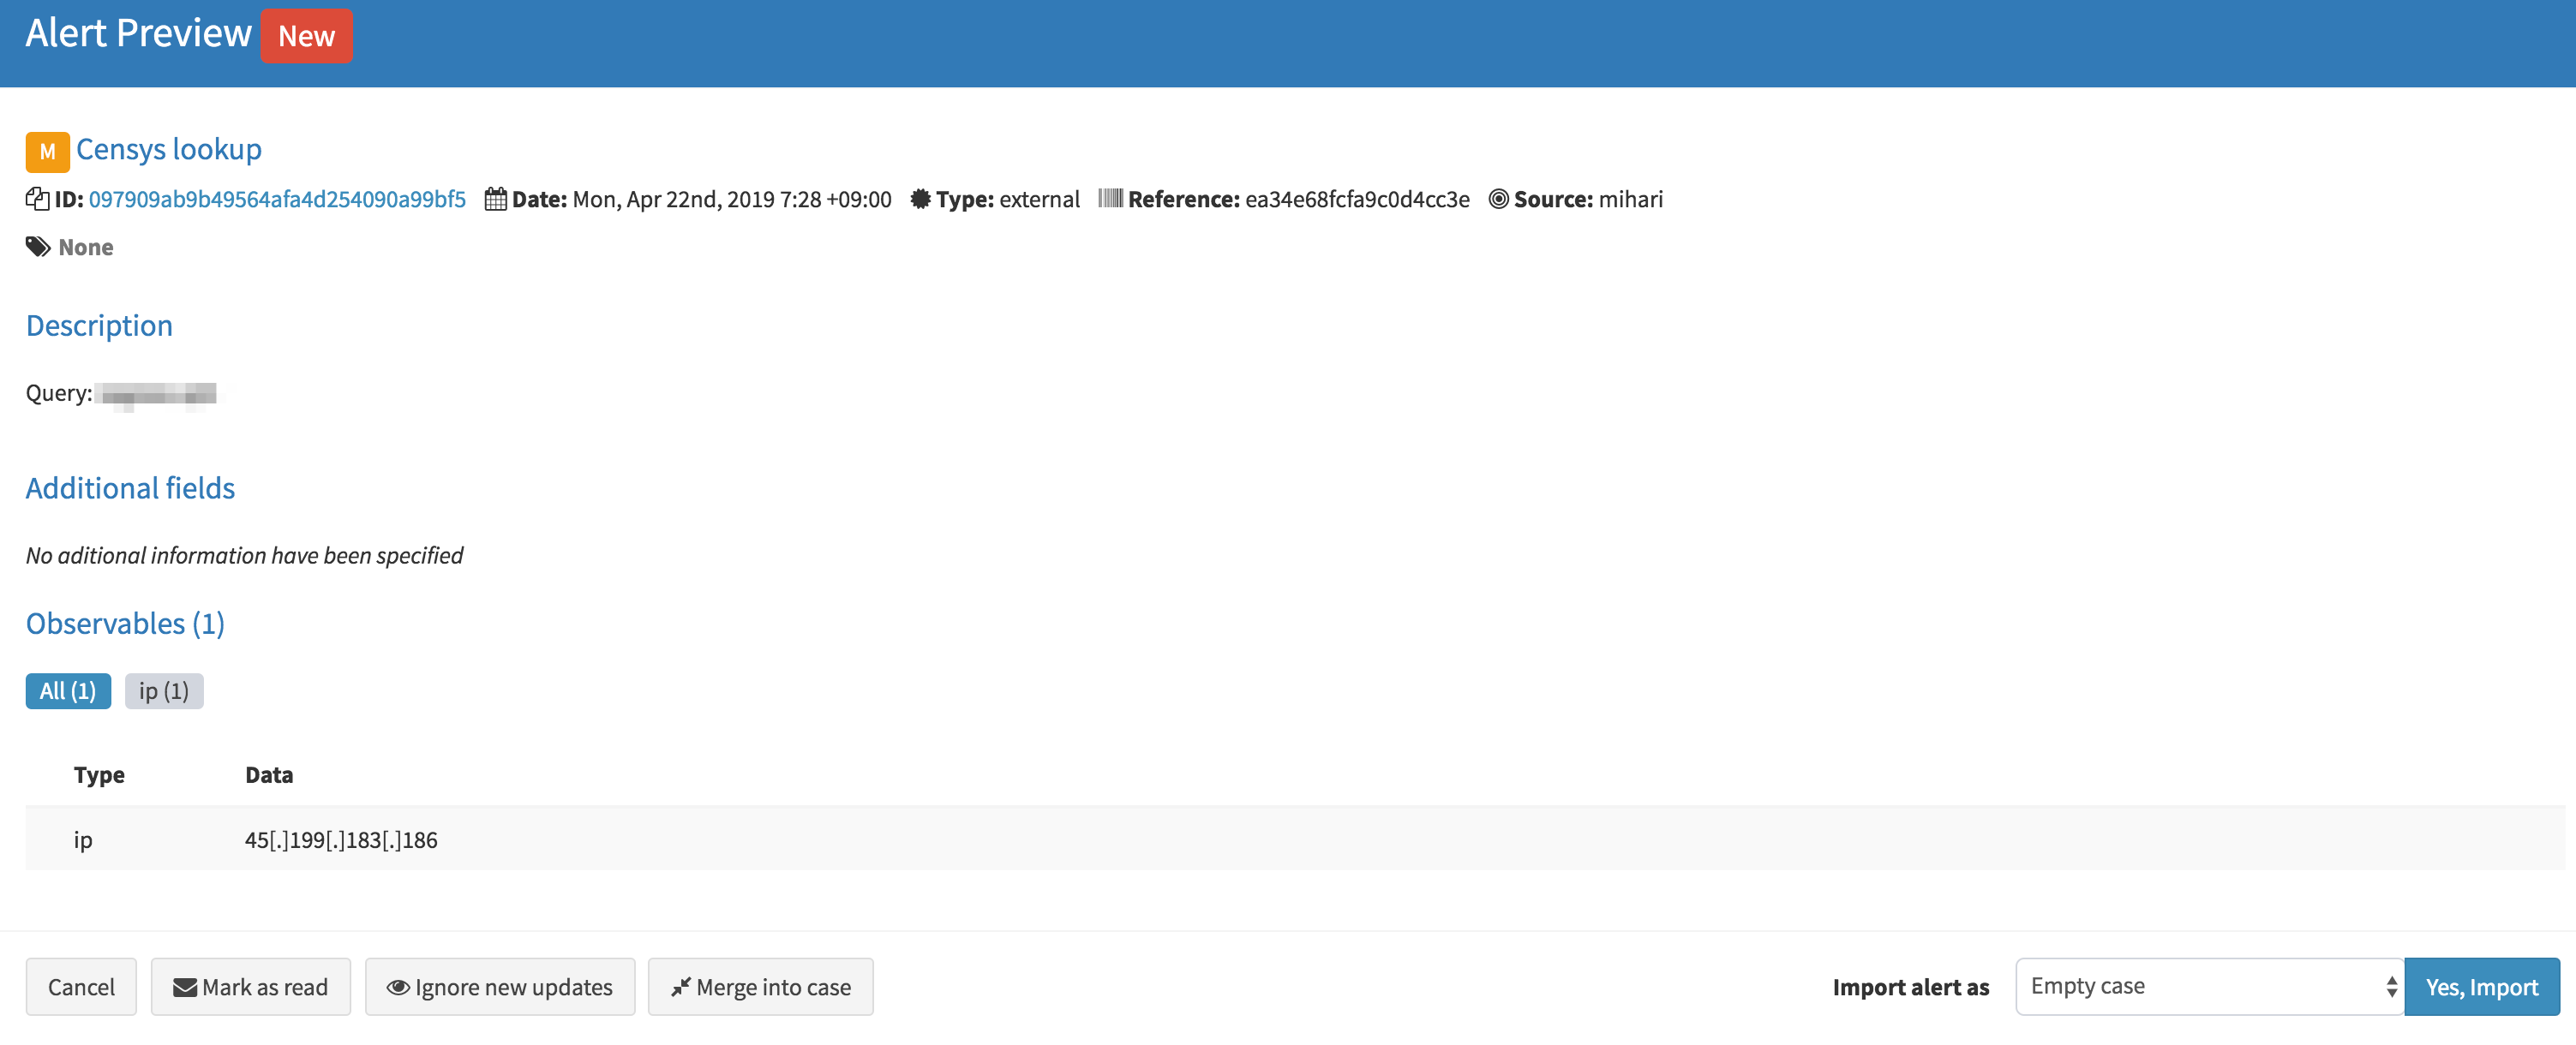 Alert Preview New
M Censys lookup
ID: 097909ab9b49564afa4d254090a99bf5 Date: Mon, Apr 22nd, 2019 7:28 +09:00 Type: external Reference: ea34e68fcfa9c0d4cc3e Source: mihari
None
Description
Query:
Additional fields
No aditional information have been specified
Observables (1)
All (1) ip (1)
Type Data
ip 45[.]199[.]183[.]186
Cancel Mark as read Ignore new updates Merge into case Import alert as Empty case Yes, Import